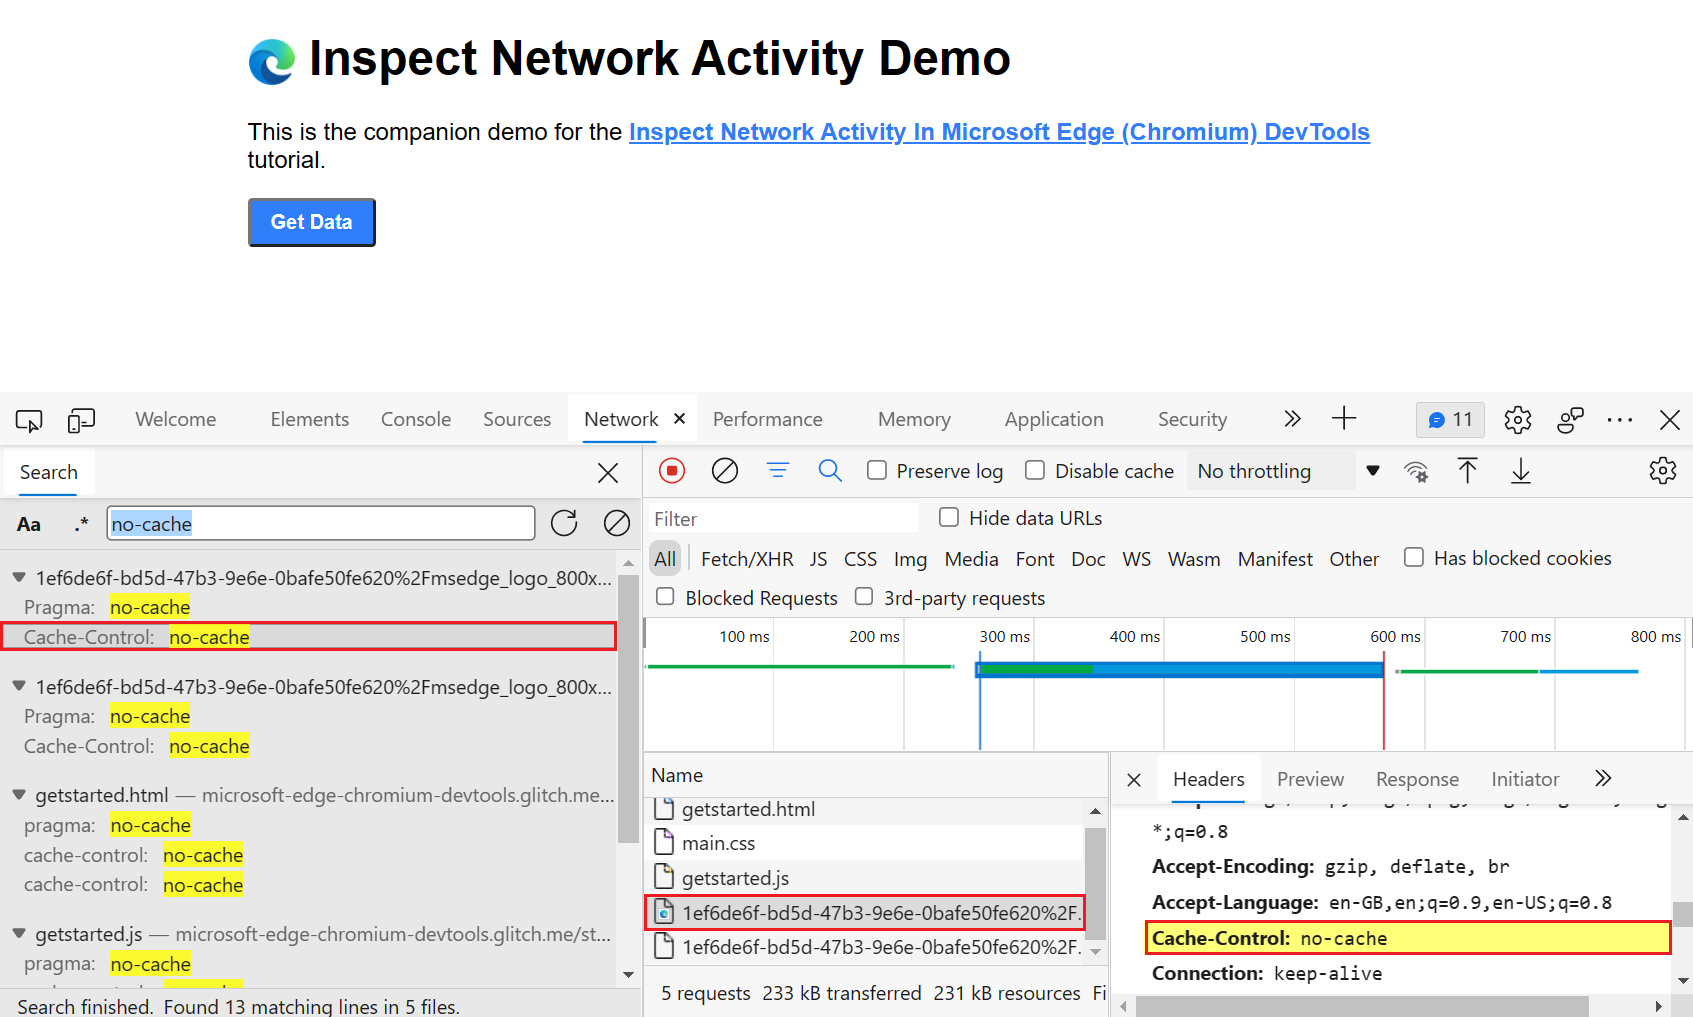 Inspect Network Activity Demo
This is the companion demo for the Inspect Network Activity In Microsoft Edge (Chromium) DevTools
tutorial.
Get Data
Welcome Elements Console Sources Network Performance Memory Application Security 11
Search
Aa .* no-cache
1ef6de6f-bd5d-47b3-9e6e-0bafe50fe620%2Fmsedge_logo_800x...
Pragma: no-cache
Cache-Control: no-cache
1ef6de6f-bd5d-47b3-9e6e-0bafe50fe620%2Fmsedge_logo_800x...
Pragma: no-cache
Cache-Control: no-cache
getstarted.html — microsoft-edge-chromium-devtools.glitch.me...
pragma: no-cache
cache-control: no-cache
cache-control: no-cache
getstarted.js — microsoft-edge-chromium-devtools.glitch.me/st...
pragma: no-cache
Search finished. Found 13 matching lines in 5 files.
Preserve log Disable cache No throttling
Filter Hide data URLs
All Fetch/XHR JS CSS Img Media Font Doc WS Wasm Manifest Other Has blocked cookies
Blocked Requests 3rd-party requests
100 ms 200 ms 300 ms 400 ms 500 ms 600 ms 700 ms 800 ms
Name
getstarted.html
main.css
getstarted.js
1ef6de6f-bd5d-47b3-9e6e-0bafe50fe620%2F.
1ef6de6f-bd5d-47b3-9e6e-0bafe50fe620%2F.
5 requests 233 kB transferred 231 kB resources Fi
Headers Preview Response Initiator
*;q=0.8
Accept-Encoding: gzip, deflate, br
Accept-Language: en-GB,en;q=0.9,en-US;q=0.8
Cache-Control: no-cache
Connection: keep-alive